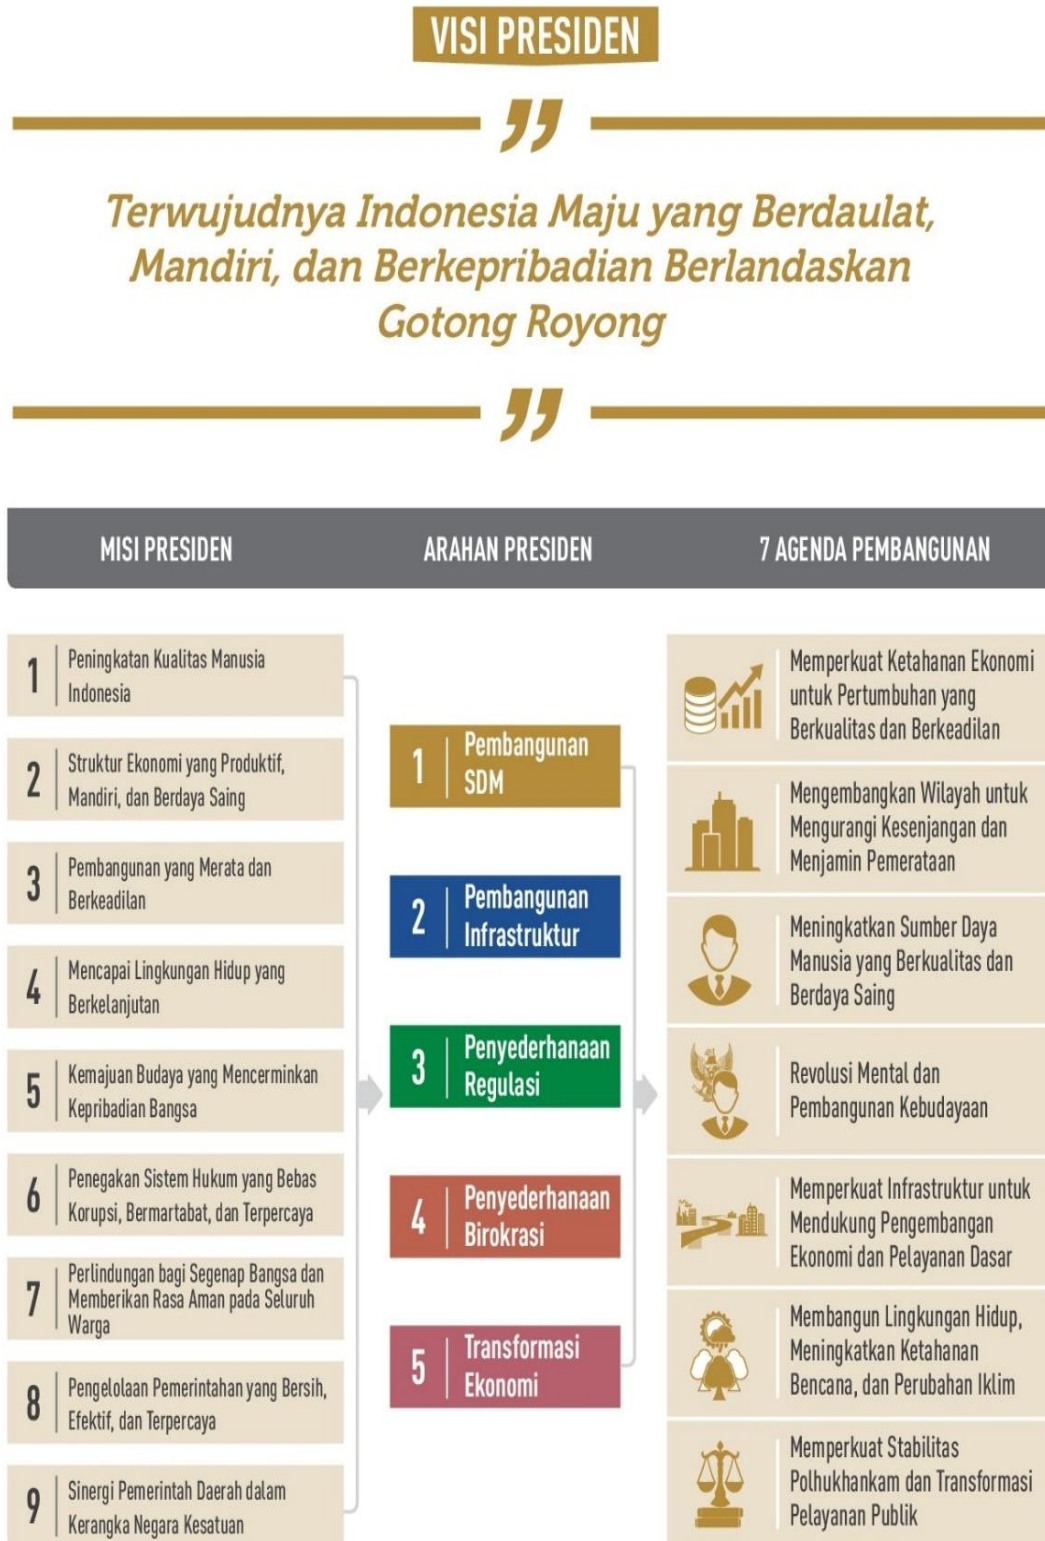 VISI PRESIDEN
”
Terwujudnya Indonesia Maju yang Berdaulat,
Mandiri, dan Berkepribadian Berlandaskan
Gotong Royong
”
MISI PRESIDEN
1
Peningkatan Kualitas Manusia
Indonesia
2
Struktur Ekonomi yang Produktif,
Mandiri, dan Berdaya Saing
3
Pembangunan yang Merata dan
Berkeadilan
4
Mencapai Lingkungan Hidup yang
Berkelanjutan
5
Kemajuan Budaya yang Mencerminkan
Kepribadian Bangsa
6
Penegakan Sistem Hukum yang Bebas
Korupsi, Bermartabat, dan Terpercaya
7
Perlindungan bagi Segenap Bangsa dan
Memberikan Rasa Aman pada Seluruh
Warga
8
Pengelolaan Pemerintahan yang Bersih,
Efektif, dan Terpercaya
9
Sinergi Pemerintah Daerah dalam
Kerangka Negara Kesatuan
ARAHAN PRESIDEN
1
Pembangunan
SDM
2
Pembangunan
Infrastruktur
3
Penyederhanaan
Regulasi
4
Penyederhanaan
Birokrasi
5
Transformasi
Ekonomi
7 AGENDA PEMBANGUNAN
Memperkuat Ketahanan Ekonomi
untuk Pertumbuhan yang
Berkualitas dan Berkeadilan
Mengembangkan Wilayah untuk
Mengurangi Kesenjangan dan
Menjamin Pemerataan
Meningkatkan Sumber Daya
Manusia yang Berkualitas dan
Berdaya Saing
Revolusi Mental dan
Pembangunan Kebudayaan
Memperkuat Infrastruktur untuk
Mendukung Pengembangan
Ekonomi dan Pelayanan Dasar
Membangun Lingkungan Hidup,
Meningkatkan Ketahanan
Bencana, dan Perubahan Iklim
Memperkuat Stabilitas
Polhukhankam dan Transformasi
Pelayanan Publik